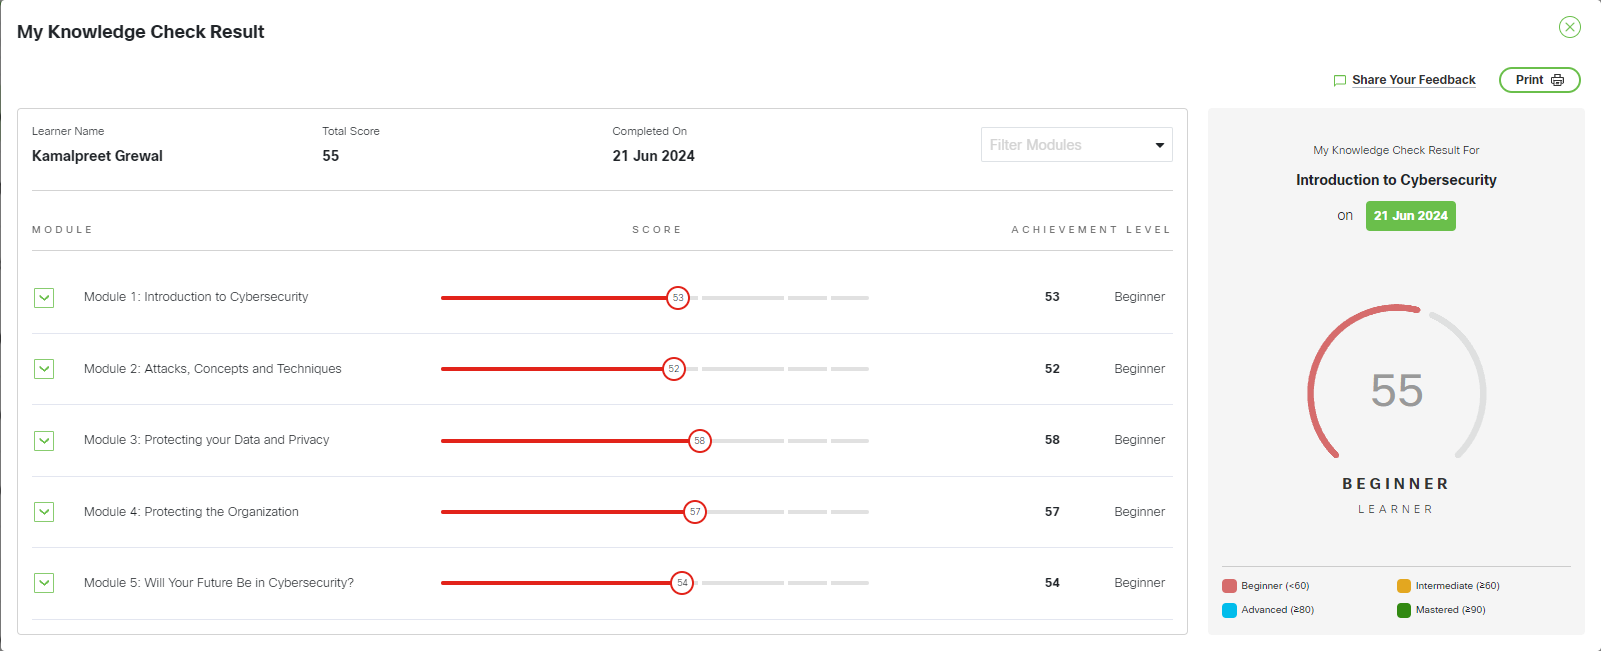 My Knowledge Check Result
Share Your Feedback
Print
Learner Name
Total Score
Completed On
Kamalpreet Grewal
55
21 Jun 2024
Filter Modules
MODULE
SCORE
ACHIEVEMENT LEVEL
Module 1: Introduction to Cybersecurity
53
53
Beginner
Module 2: Attacks, Concepts and Techniques
52
52
Beginner
Module 3: Protecting your Data and Privacy
58
58
Beginner
Module 4: Protecting the Organization
57
57
Beginner
Module 5: Will Your Future Be in Cybersecurity?
54
54
Beginner
My Knowledge Check Result For
Introduction to Cybersecurity
on 21 Jun 2024
55
BEGINNER
LEARNER
Beginner (<60)
Intermediate (≥60)
Advanced (≥80)
Mastered (≥90)